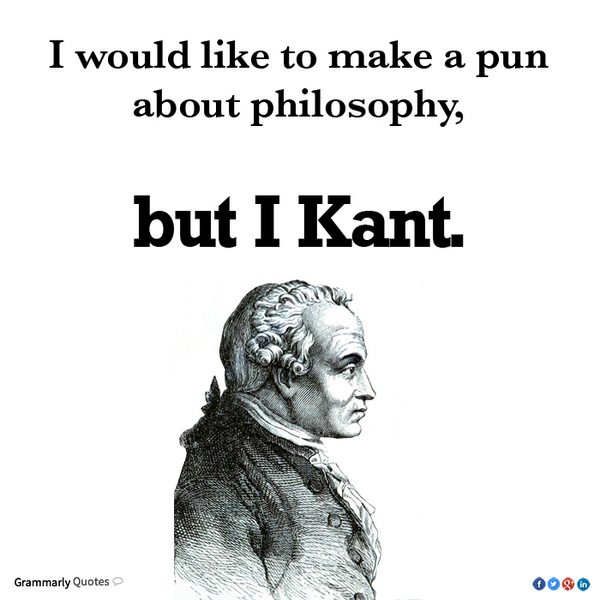 I would like to make a pun
about philosophy,
but I Kant.
Grammarly Quotes